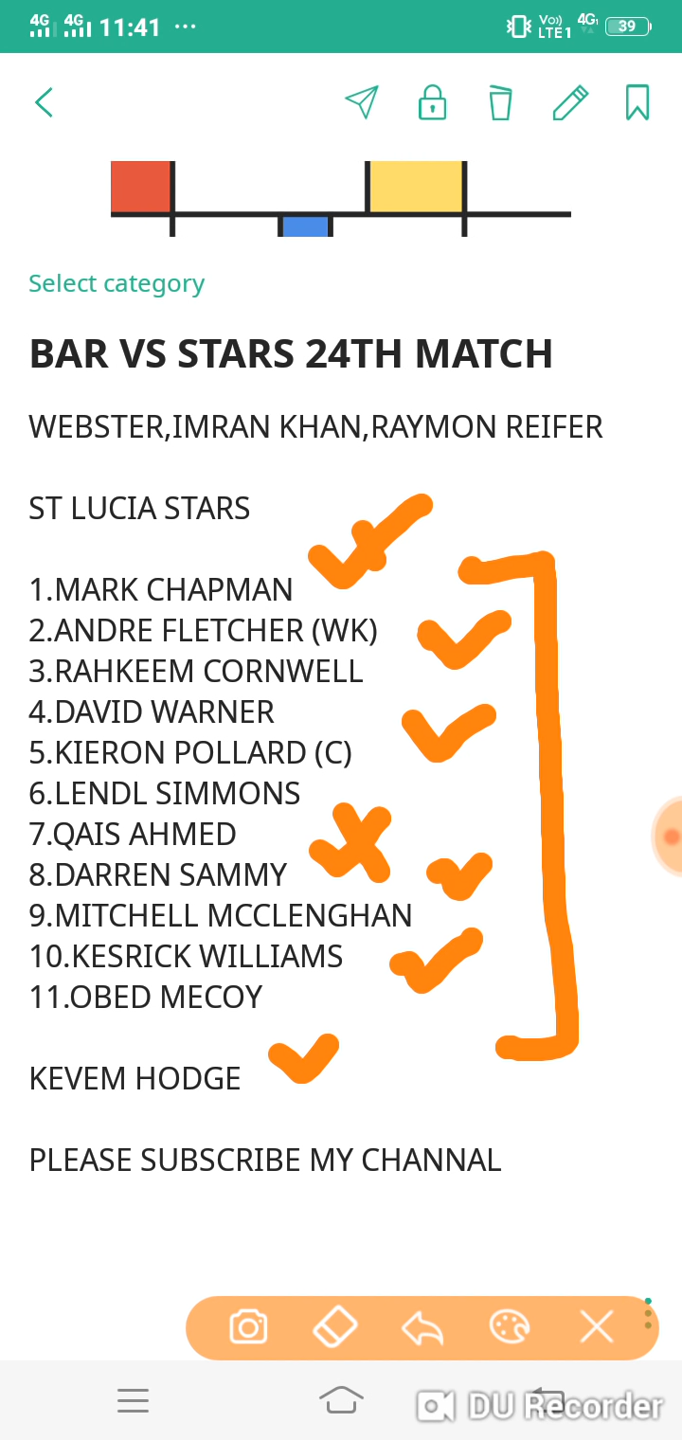 4G 4G 11:41 ... Vo)) LTE1 4G1 39
Select category
BAR VS STARS 24TH MATCH
WEBSTER,IMRAN KHAN,RAYMON REIFER
ST LUCIA STARS
1.MARK CHAPMAN
2.ANDRE FLETCHER (WK)
3.RAHKEEM CORNWELL
4.DAVID WARNER
5.KIERON POLLARD (C)
6.LENDL SIMMONS
7.QAIS AHMED
8.DARREN SAMMY
9.MITCHELL MCCLENGHAN
10.KESRICK WILLIAMS
11.OBED MECOY
KEVEM HODGE
PLEASE SUBSCRIBE MY CHANNAL
DU Recorder